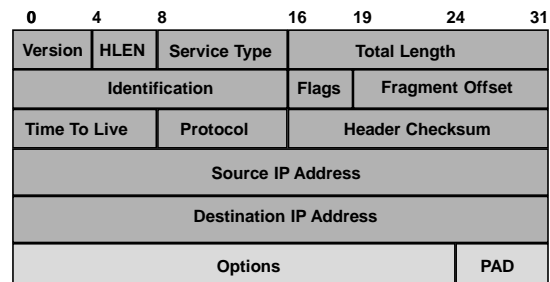 0 4 8 16 19 24 31
Version HLEN Service Type Total Length
Identification Flags Fragment Offset
Time To Live Protocol Header Checksum
Source IP Address
Destination IP Address
Options PAD